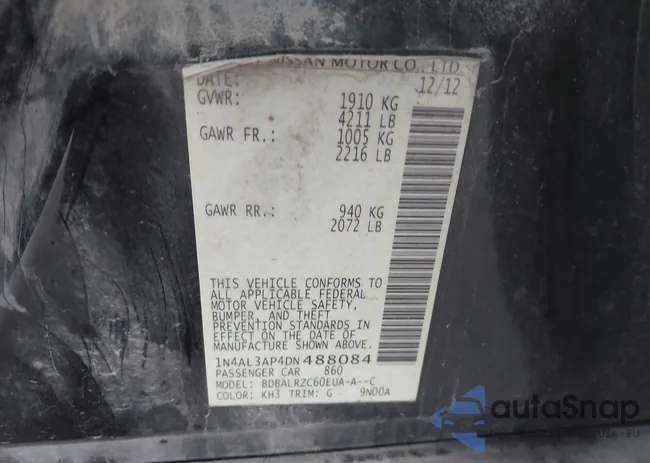 NISSAN MOTOR CO., LTD.
DATE: 12/12
GVWR: 1910 KG
4211 LB
GAWR FR.: 1005 KG
2216 LB
GAWR RR.: 940 KG
2072 LB
THIS VEHICLE CONFORMS TO
ALL APPLICABLE FEDERAL
MOTOR VEHICLE SAFETY,
BUMPER, AND THEFT
PREVENTION STANDARDS IN
EFFECT ON THE DATE OF
MANUFACTURE SHOWN ABOVE.
1N4AL3AP4DN488084
PASSENGER CAR 860
MODEL: BDBALRZC60EUA-A--C
COLOR: KH3 TRIM: G 9N00A
autoSnap